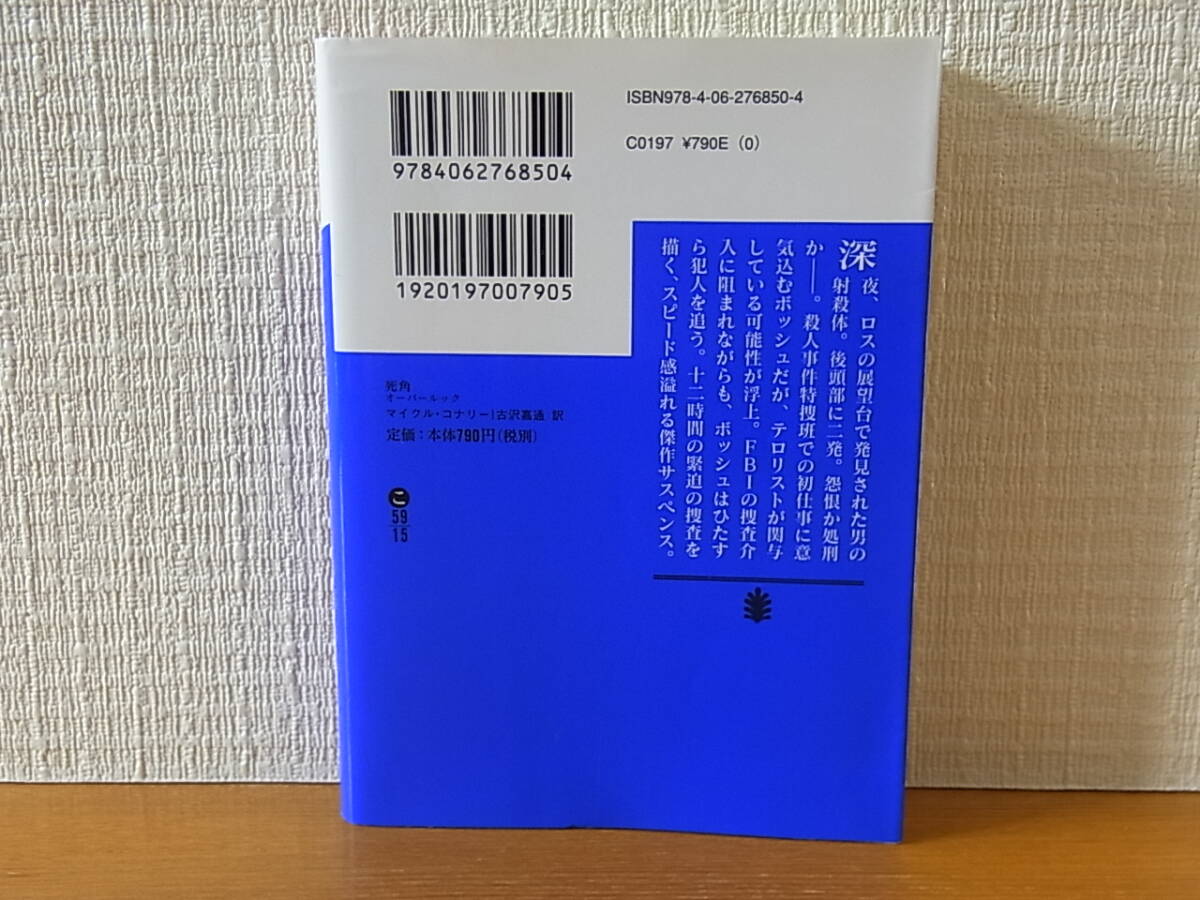 ISBN978-4-06-276850-4
C0197 ¥790E (0)
9784062768504
1920197007905
深夜、ロスの展望台で発見された男の
射殺体。後頭部に二発。怨恨か処刑
か――。殺人事件特捜班での初仕事に意
気込むボッシュだが、テロリストが関与
している可能性が浮上。FBIの捜査介
入に阻まれながらも、ボッシュはひたす
ら犯人を追う。十二時間の緊迫の捜査を
描く、スピード感溢れる傑作サスペンス。
死角
オーバールック
マイクル・コナリー|古沢嘉通 訳
定価:本体790円(税別)
こ
59
15